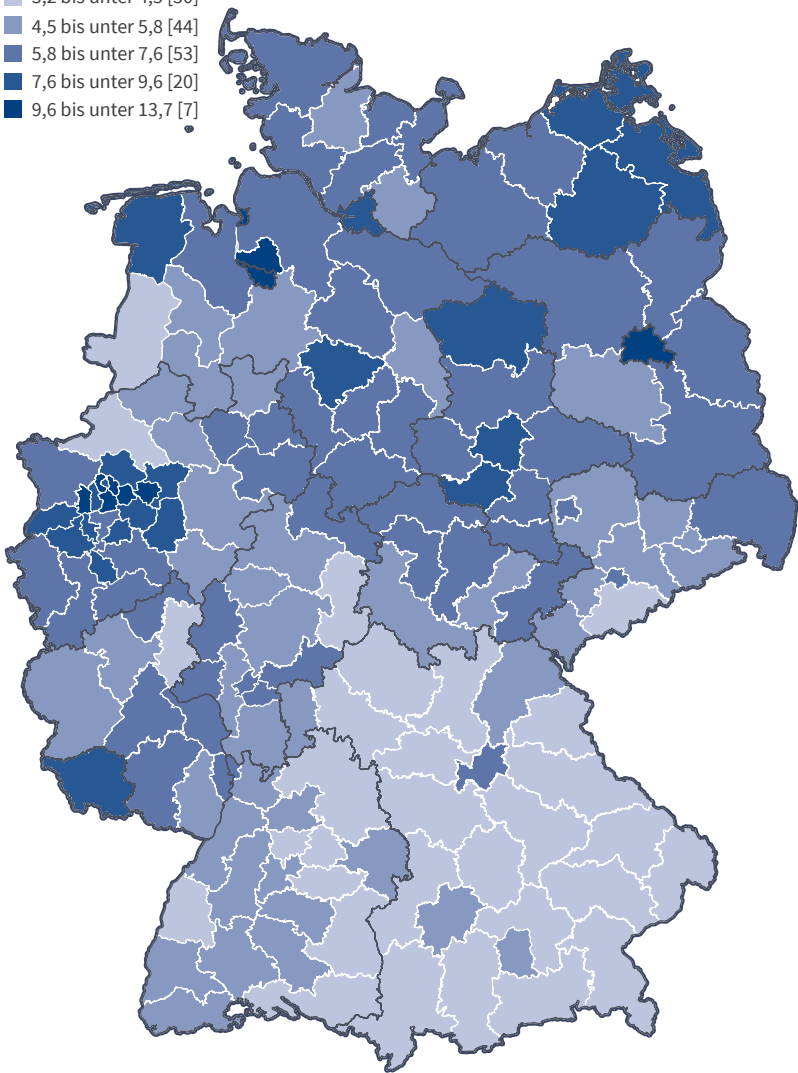 4,5 bis unter 5,8 [44]
5,8 bis unter 7,6 [53]
7,6 bis unter 9,6 [20]
9,6 bis unter 13,7 [7]